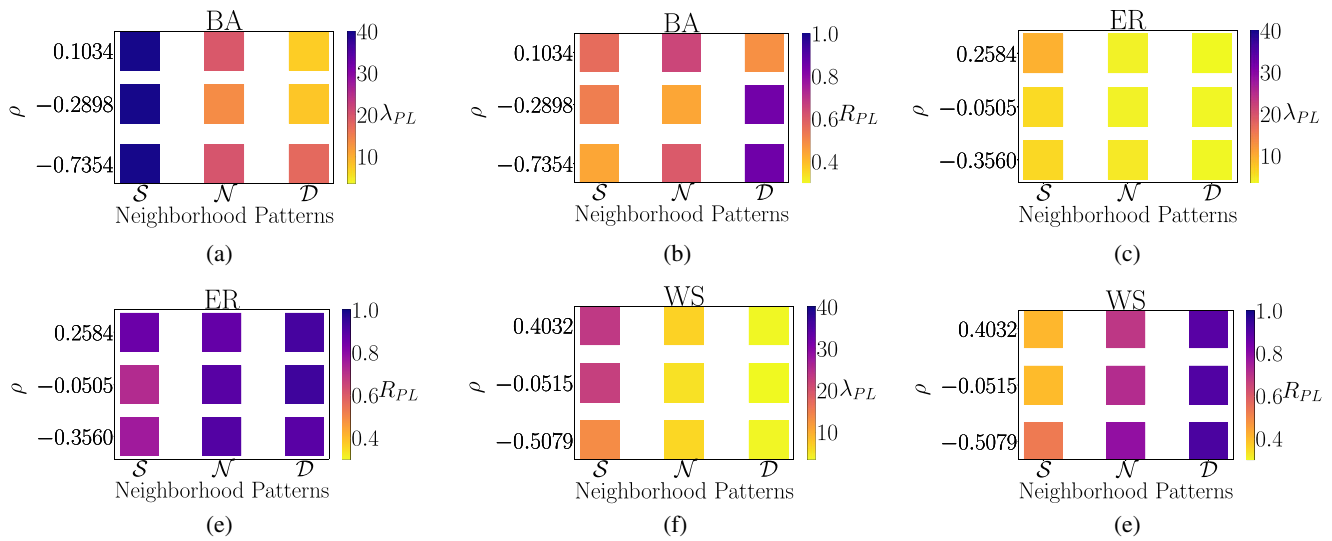 BA
0.1034
−0.2898
−0.7354
ρ
S N D
Neighborhood Patterns
40
30
20
10
λ_PL
(a)
BA
0.1034
−0.2898
−0.7354
ρ
S N D
Neighborhood Patterns
1.0
0.8
0.6
0.4
R_PL
(b)
ER
0.2584
−0.0505
−0.3560
ρ
S N D
Neighborhood Patterns
40
30
20
10
λ_PL
(c)
ER
0.2584
−0.0505
−0.3560
ρ
S N D
Neighborhood Patterns
1.0
0.8
0.6
0.4
R_PL
(e)
WS
0.4032
−0.0515
−0.5079
ρ
S N D
Neighborhood Patterns
40
30
20
10
λ_PL
(f)
WS
0.4032
−0.0515
−0.5079
ρ
S N D
Neighborhood Patterns
1.0
0.8
0.6
0.4
R_PL
(e)